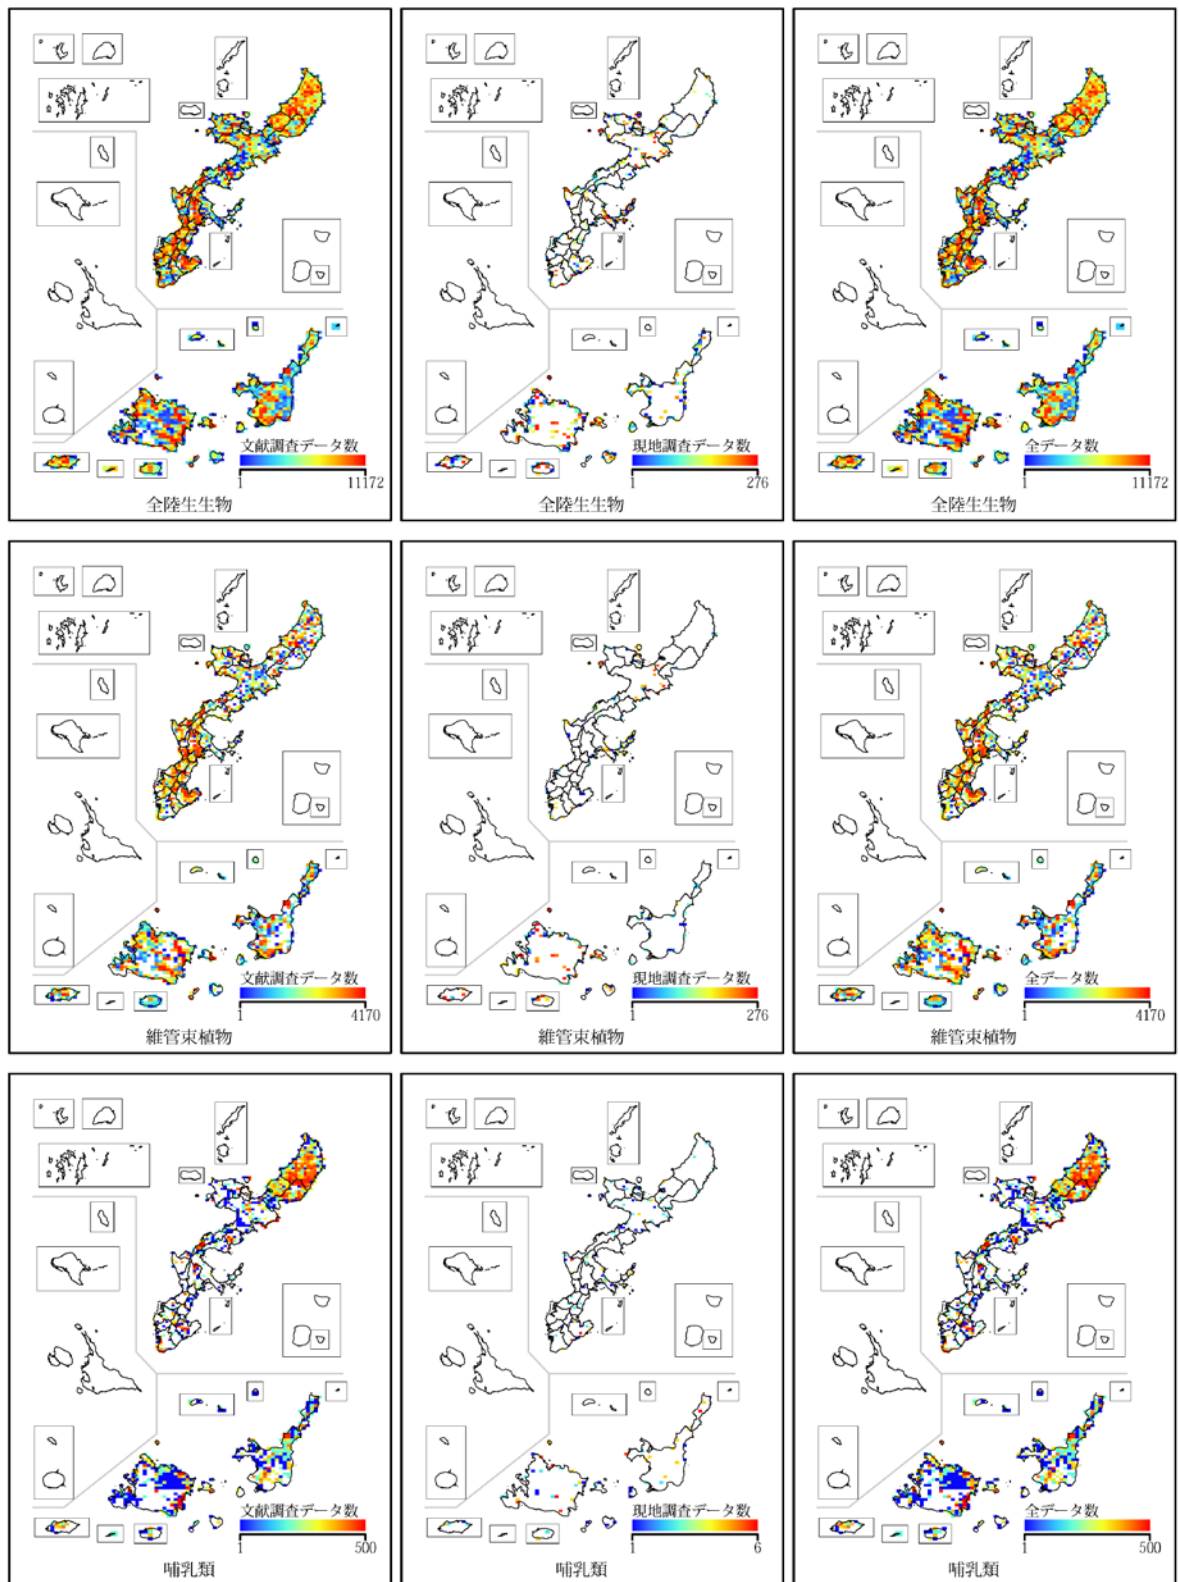 文献調査データ数
1 11172
全陸生生物
現地調査データ数
1 276
全陸生生物
全データ数
1 11172
全陸生生物
文献調査データ数
1 4170
維管束植物
現地調査データ数
1 276
維管束植物
全データ数
1 4170
維管束植物
文献調査データ数
1 500
哺乳類
現地調査データ数
1 6
哺乳類
全データ数
1 500
哺乳類